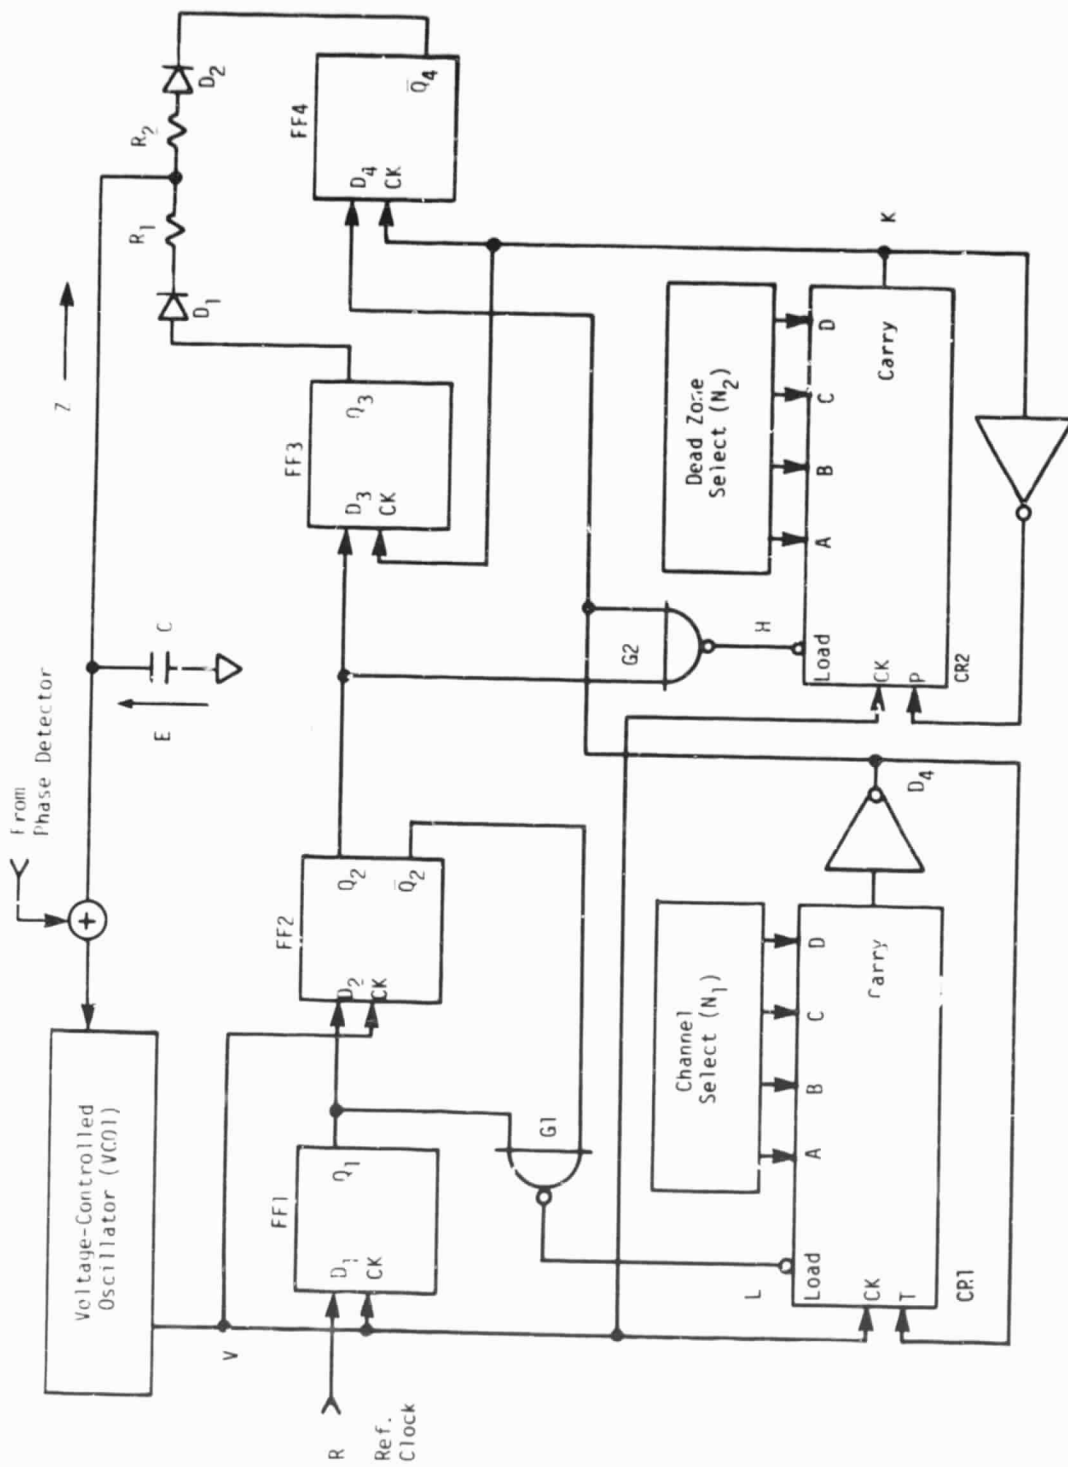 From
Phase Detector
Z
E
C
R1
D1
R2
D2
Voltage-Controlled
Oscillator (VCO1)
V
R
Ref.
Clock
FF1
D1
CK
Q1
FF2
D2
CK
Q2
Q̅2
FF3
D3
CK
Q3
FF4
D4
CK
Q̅4
G1
G2
L
H
K
Channel
Select (N1)
A
B
C
D
Load
CK
T
Carry
CR1
D4
Dead Zone
Select (N2)
A
B
C
D
Load
CK
P
Carry
CR2